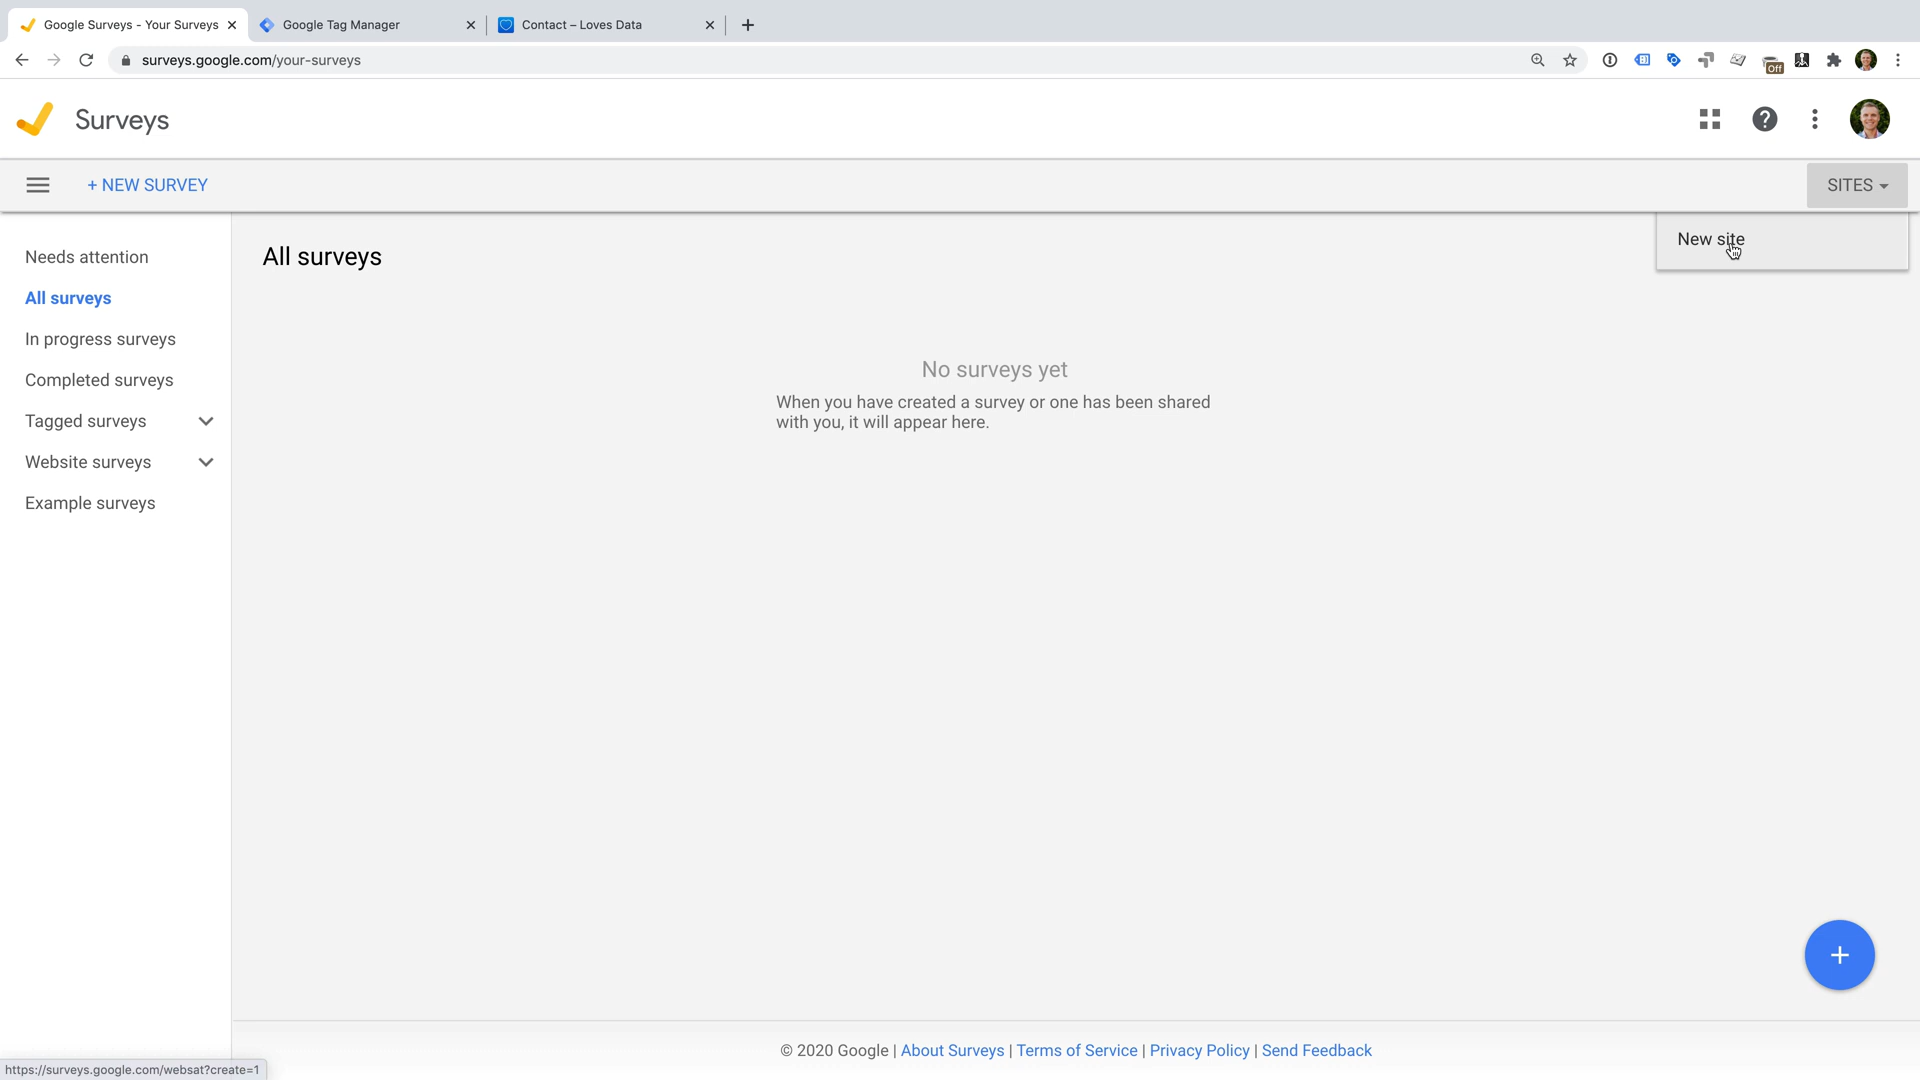 Google Surveys - Your Surveys
Google Tag Manager
Contact – Loves Data
surveys.google.com/your-surveys
Off
Surveys
+ NEW SURVEY
SITES
New site
Needs attention
All surveys
In progress surveys
Completed surveys
Tagged surveys
Website surveys
Example surveys
All surveys
No surveys yet
When you have created a survey or one has been shared
with you, it will appear here.
© 2020 Google | About Surveys | Terms of Service | Privacy Policy | Send Feedback
https://surveys.google.com/websat?create=1